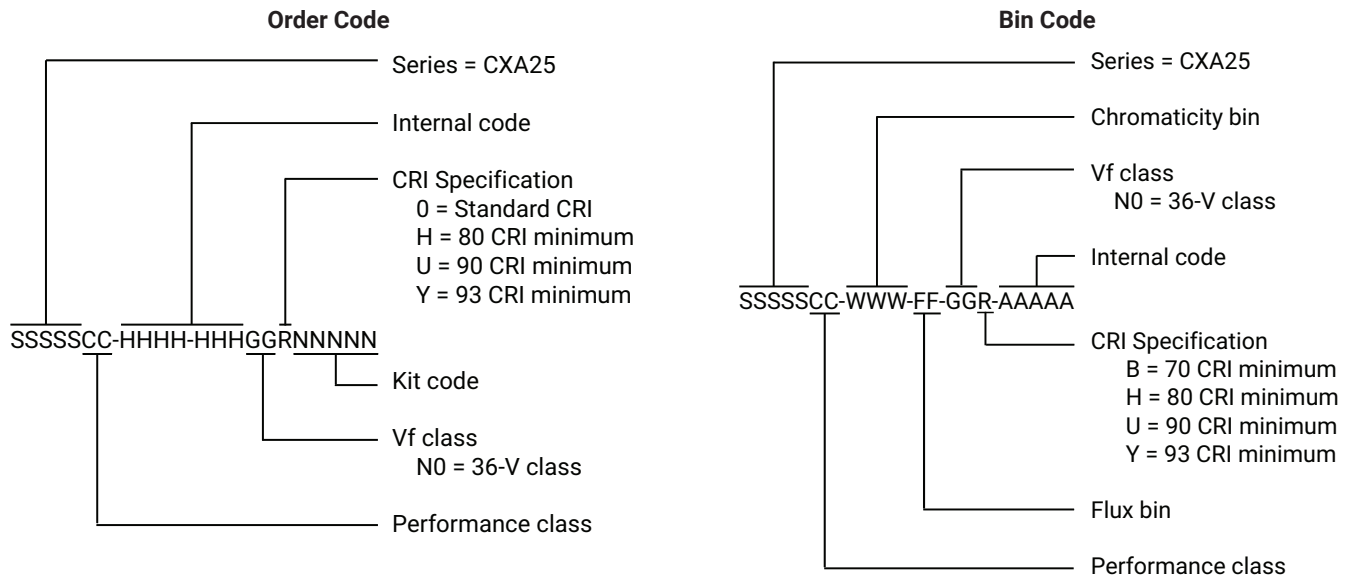 Order Code
Series = CXA25
Internal code
CRI Specification
0 = Standard CRI
H = 80 CRI minimum
U = 90 CRI minimum
Y = 93 CRI minimum
SSSSSCC-HHHH-HHHGGRNNNNN
Kit code
Vf class
N0 = 36-V class
Performance class
Bin Code
Series = CXA25
Chromaticity bin
Vf class
N0 = 36-V class
Internal code
SSSSSCC-WWW-FF-GGR-AAAAA
CRI Specification
B = 70 CRI minimum
H = 80 CRI minimum
U = 90 CRI minimum
Y = 93 CRI minimum
Flux bin
Performance class